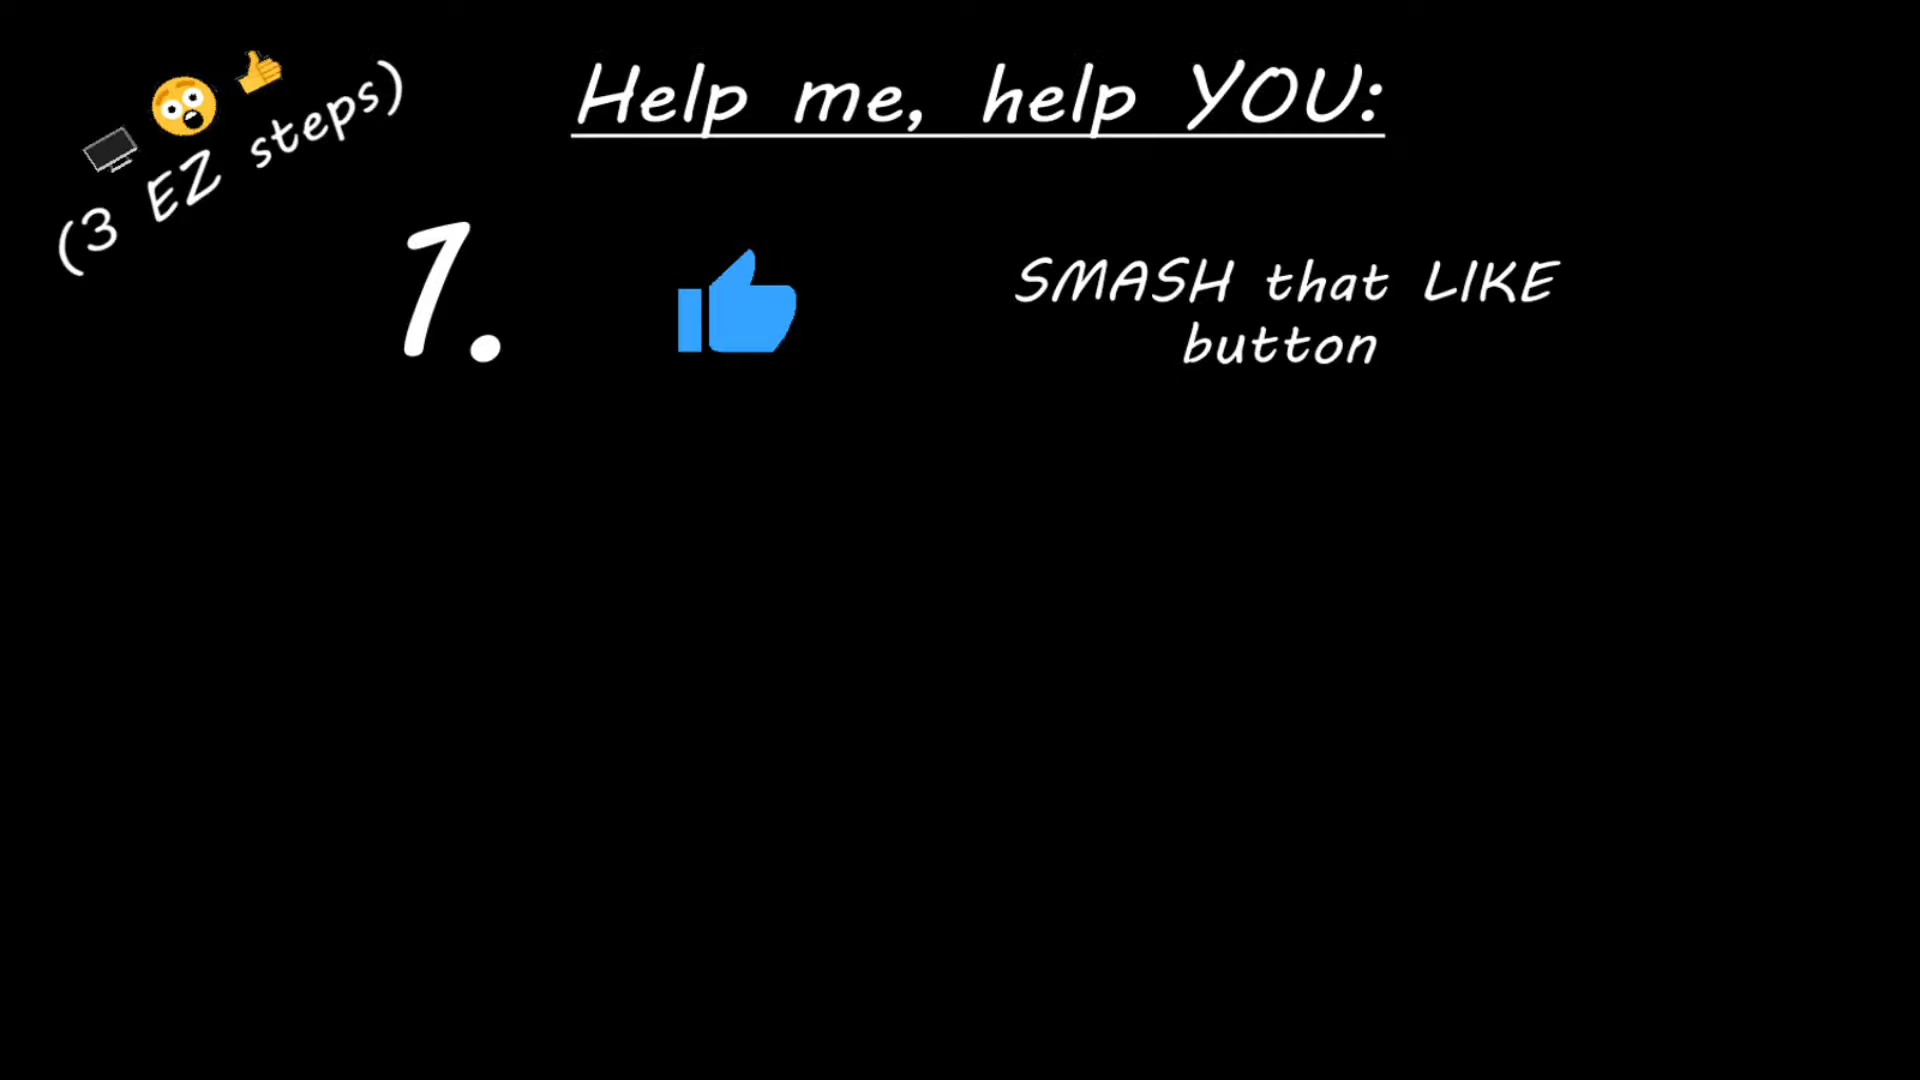 Help me, help YOU:
(3 EZ steps)
1.
SMASH that LIKE
button